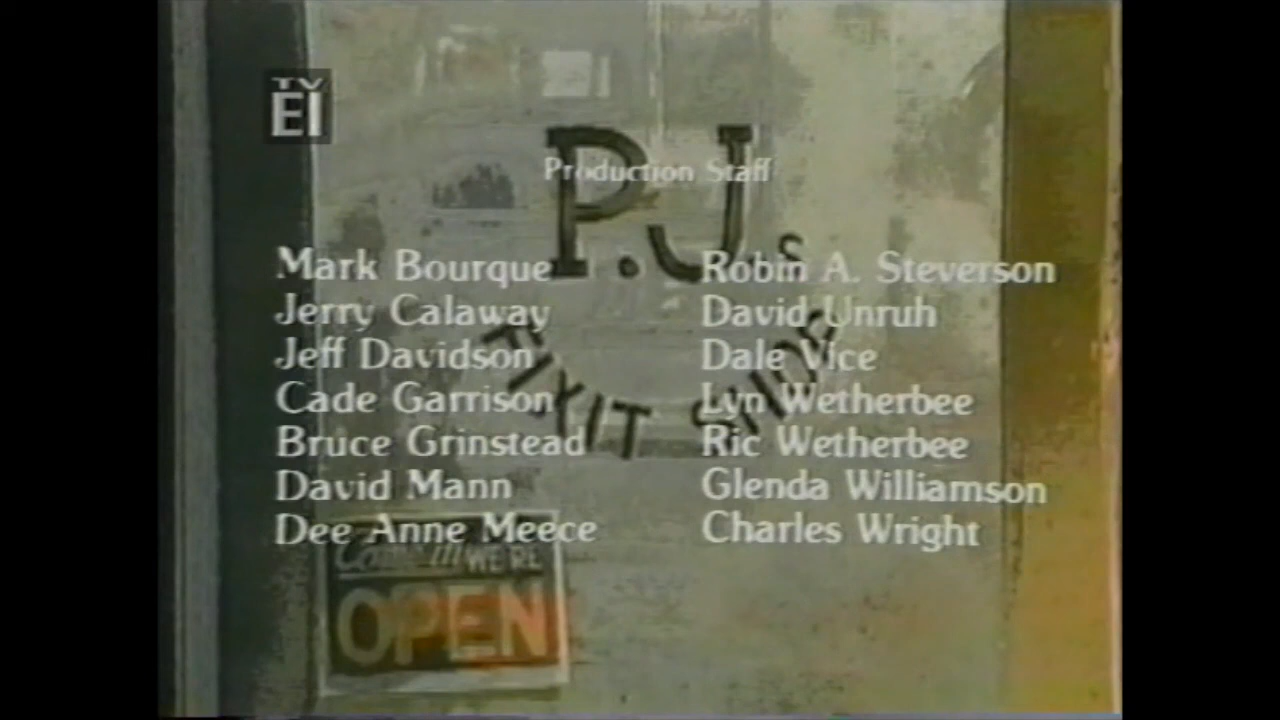 TV
EI
Production Staff
P.J.s
FIXIT SHOP
Mark Bourque
Jerry Calaway
Jeff Davidson
Cade Garrison
Bruce Grinstead
David Mann
Dee Anne Meece
Robin A. Steverson
David Unruh
Dale Vice
Lyn Wetherbee
Ric Wetherbee
Glenda Williamson
Charles Wright
Come in WE'RE
OPEN